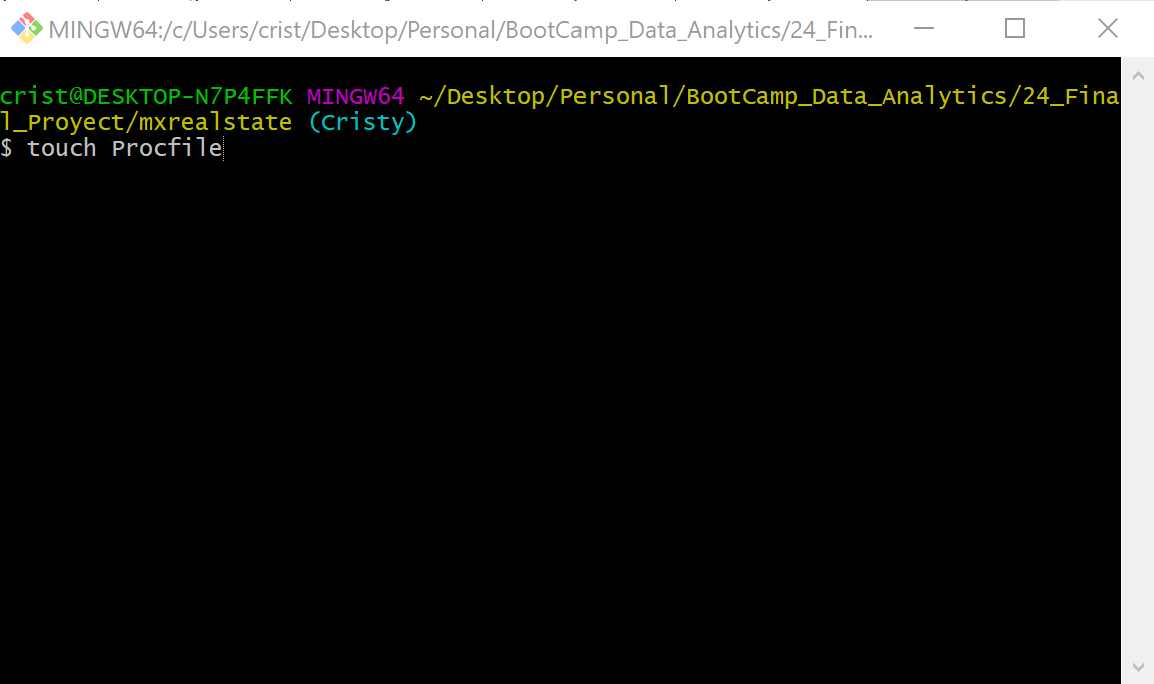 MINGW64:/c/Users/crist/Desktop/Personal/BootCamp_Data_Analytics/24_Fin...
crist@DESKTOP-N7P4FFK MINGW64 ~/Desktop/Personal/BootCamp_Data_Analytics/24_Fina
l_Proyect/mxrealstate (Cristy)
$ touch Procfile